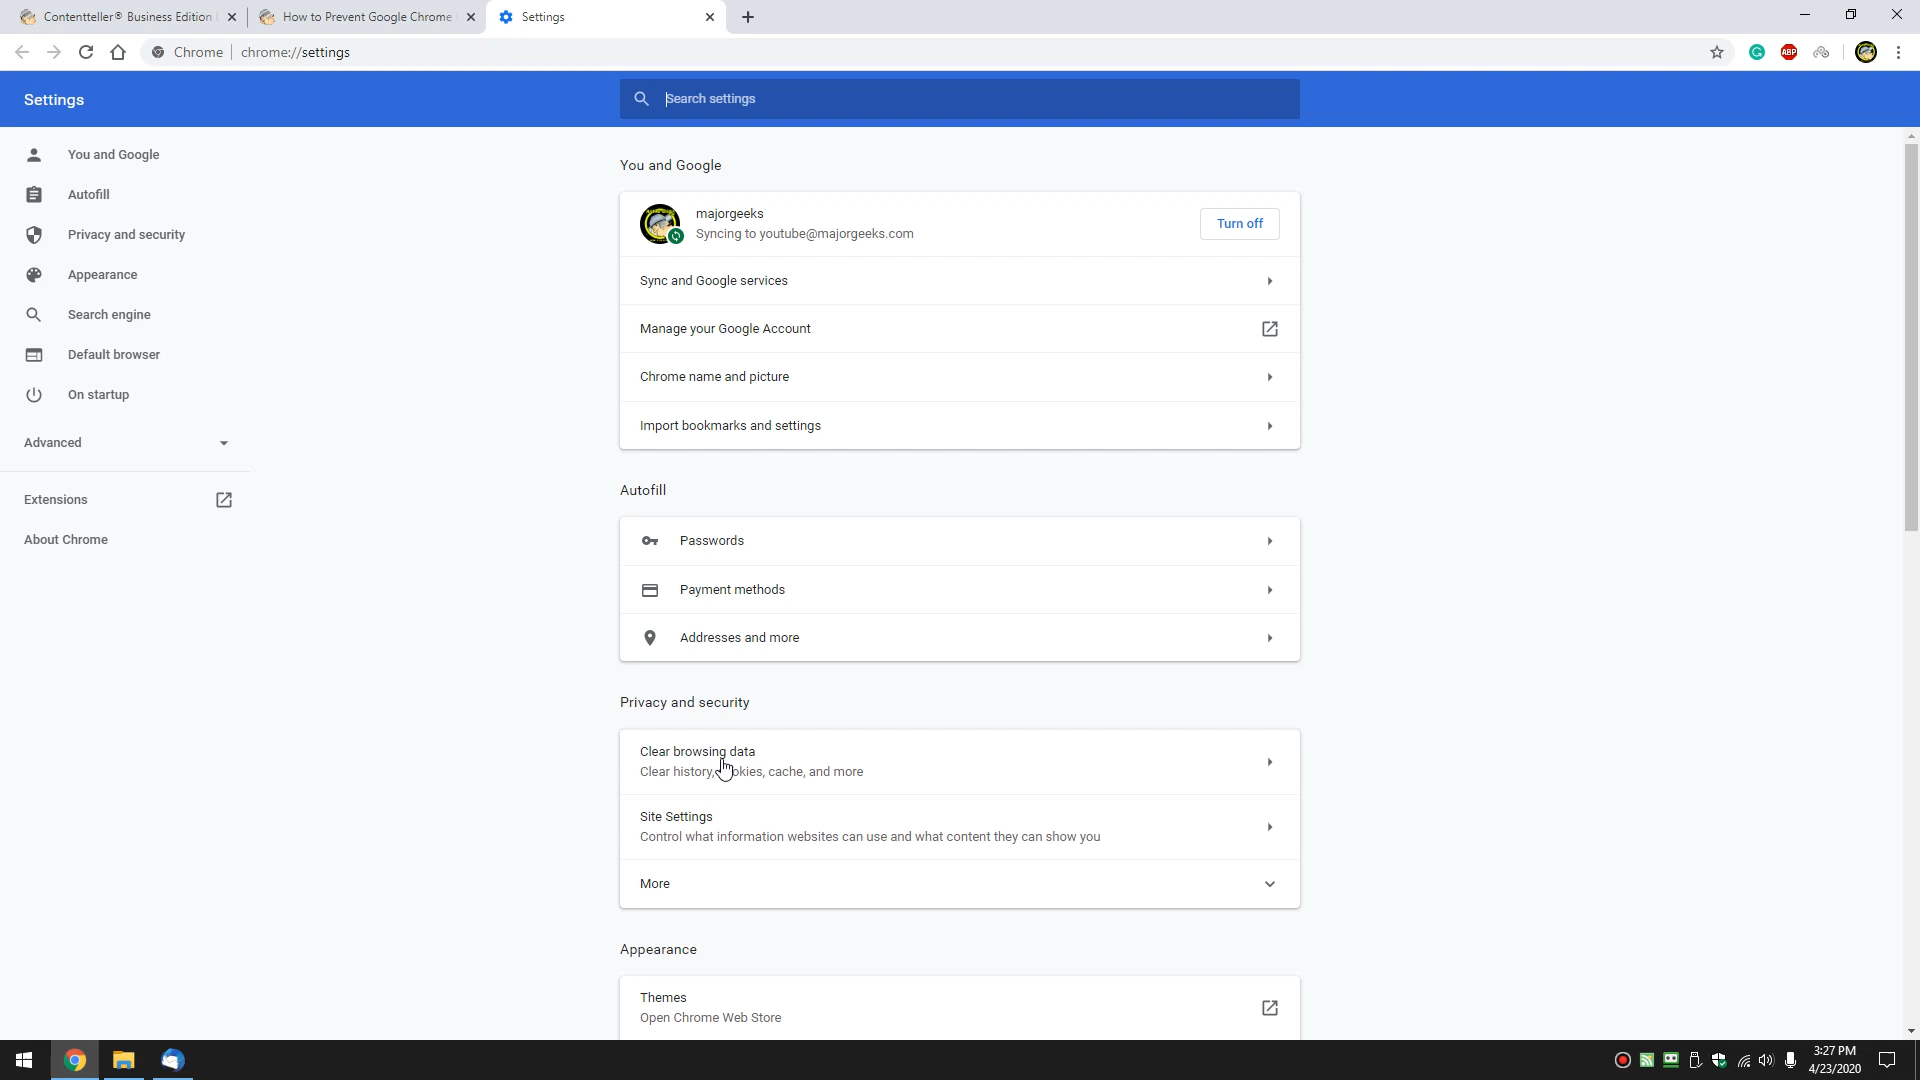 Contentteller® Business Edition
How to Prevent Google Chrome
Settings
Chrome
chrome://settings
ABP
Settings
Search settings
You and Google
Autofill
Privacy and security
Appearance
Search engine
Default browser
On startup
Advanced
Extensions
About Chrome
You and Google
majorgeeks
Syncing to youtube@majorgeeks.com
Turn off
Sync and Google services
Manage your Google Account
Chrome name and picture
Import bookmarks and settings
Autofill
Passwords
Payment methods
Addresses and more
Privacy and security
Clear browsing data
Clear history, cookies, cache, and more
Site Settings
Control what information websites can use and what content they can show you
More
Appearance
Themes
Open Chrome Web Store
3:27 PM
4/23/2020